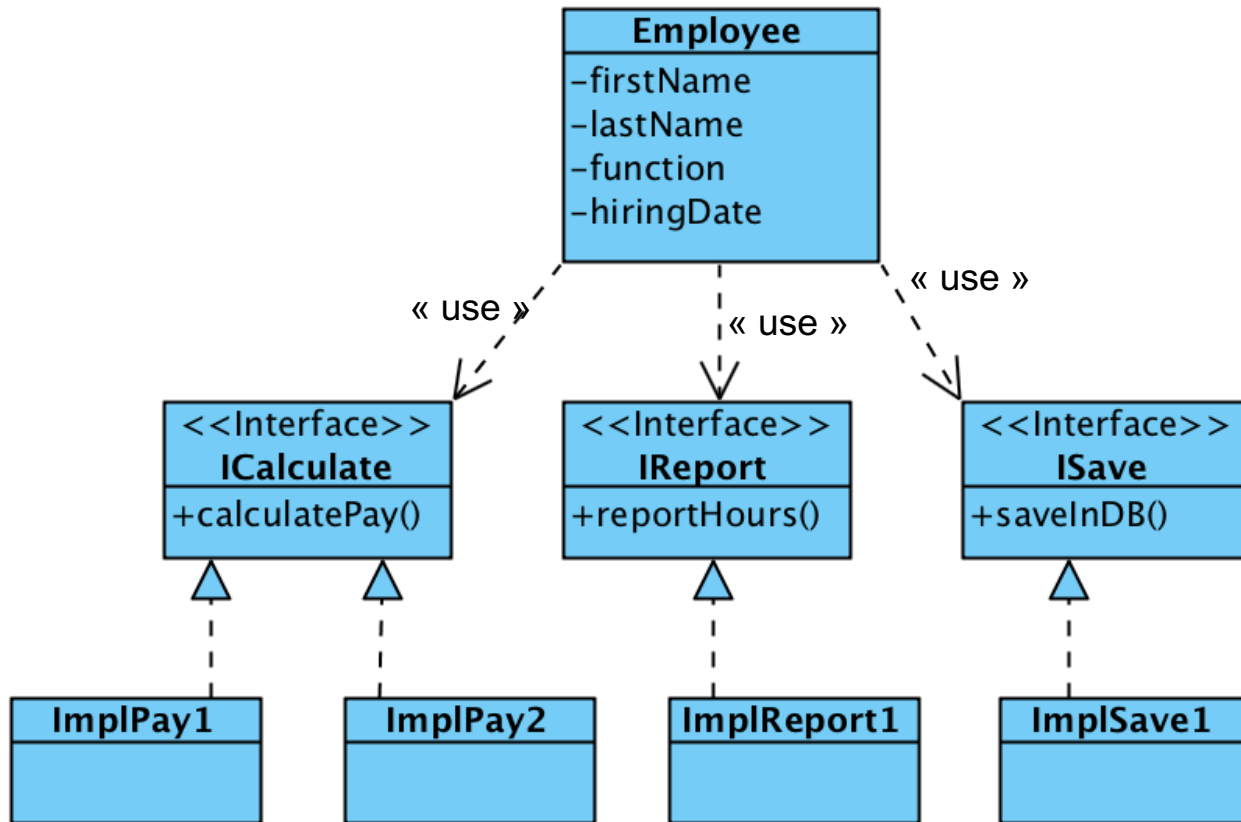 Employee
-firstName
-lastName
-function
-hiringDate
« use »
« use »
« use »
<<Interface>>
ICalculate
+calculatePay()
<<Interface>>
IReport
+reportHours()
<<Interface>>
ISave
+saveInDB()
ImplPay1
ImplPay2
ImplReport1
ImplSave1